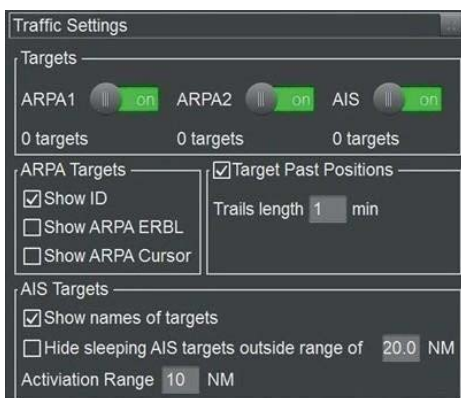 Traffic Settings
Targets
ARPA1 on ARPA2 on AIS on
0 targets 0 targets 0 targets
ARPA Targets Target Past Positions
Show ID
Trails length 1 min
Show ARPA ERBL
Show ARPA Cursor
AIS Targets
Show names of targets
Hide sleeping AIS targets outside range of 20.0 NM
Activiation Range 10 NM